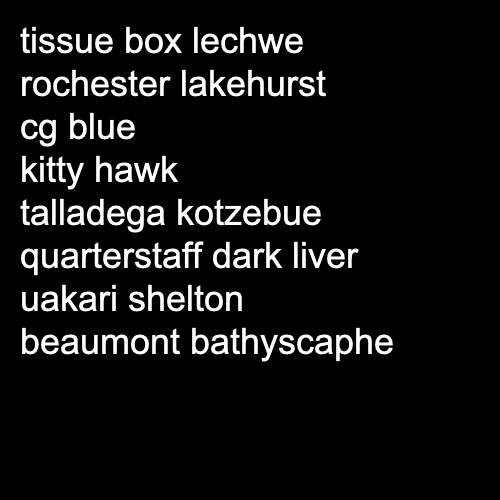 tissue box lechwe
rochester lakehurst
cg blue
kitty hawk
talladega kotzebue
quarterstaff dark liver
uakari shelton
beaumont bathyscaphe